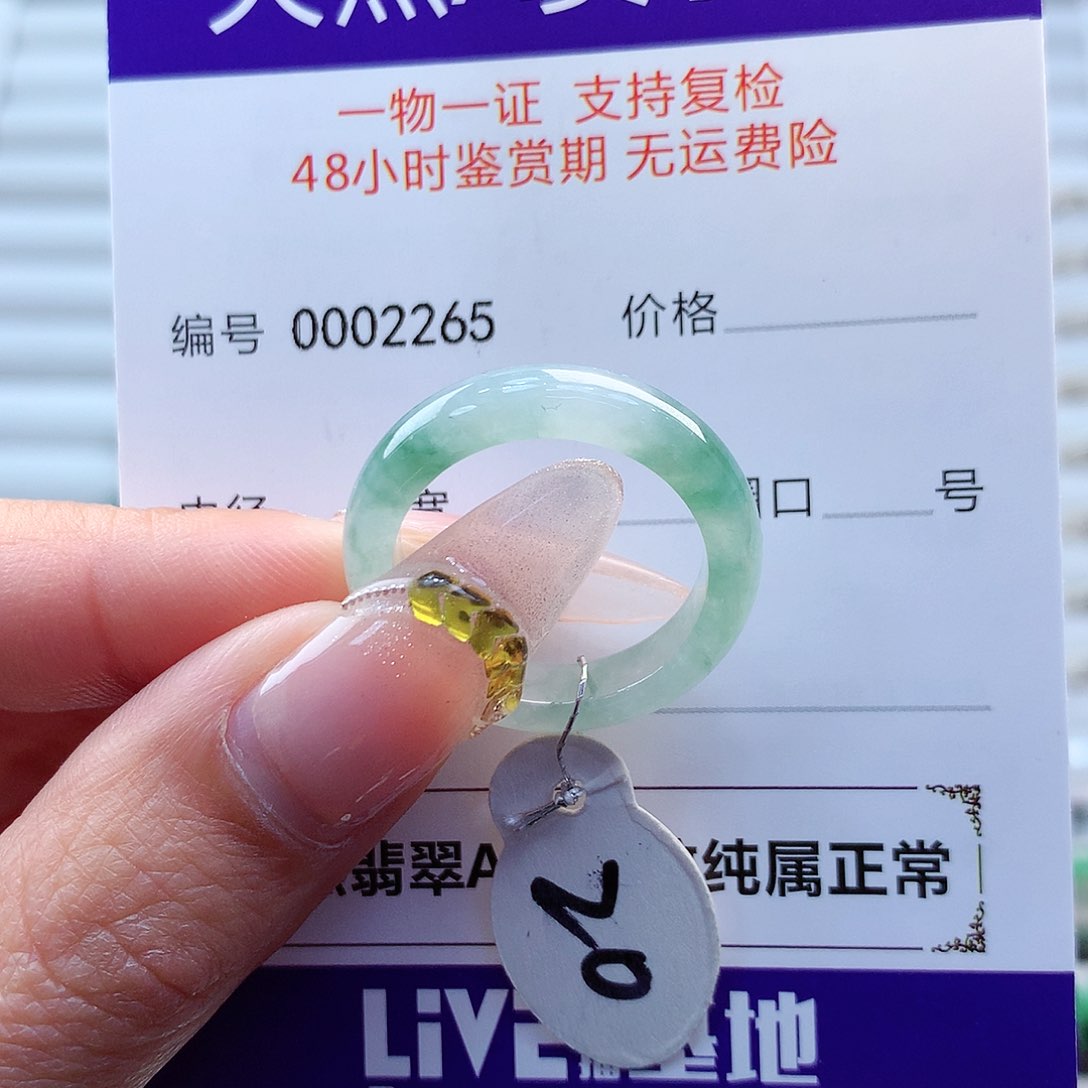 一物一证 支持复检
48小时鉴赏期 无运费险
编号 0002265 价格
口 号
翡翠A 纯属正常
LiVE 基地
20